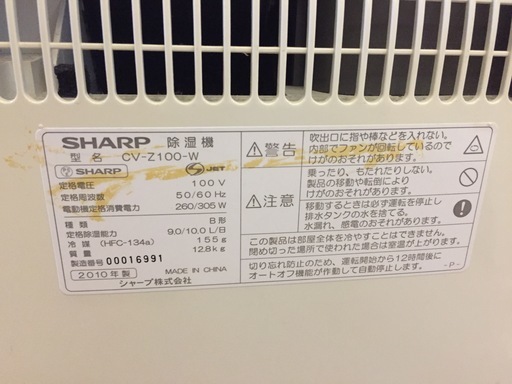 SHARP 除湿機
型 名 CV-Z100-W
SHARP JET
定格電圧 100V
定格周波数 50/60Hz
電動機定格消費電力 260/305W
種 類 B形
定格除湿能力 9.0/10.0L/日
冷 媒 (HFC-134a) 155g
質 量 12.8kg
製造番号 00016991
2010年製 MADE IN CHINA
シャープ株式会社
警告
吹出口に指や棒などを入れない。
内部でファンが回転しているので
けがのおそれがあります。
注意
乗ったり、もたれたりしない。
製品の移動や転倒により
けがのおそれがあります。
移動するときは必ず運転を停止し
排水タンクの水を捨てる。
水漏れ、感電のおそれがあります。
この製品は部屋全体を冷やすことはできません。
閉め切った場所で使われた場合は室温が上がります。
切り忘れ防止のため、運転開始から12時間後に
オートオフ機能が作動して自動停止します。
-P-